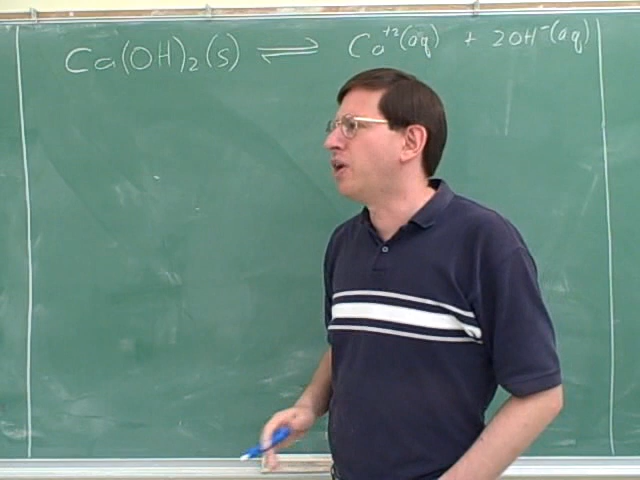 Ca(OH)₂(s) ⇌ Ca⁺²(aq) + 2OH⁻(aq)